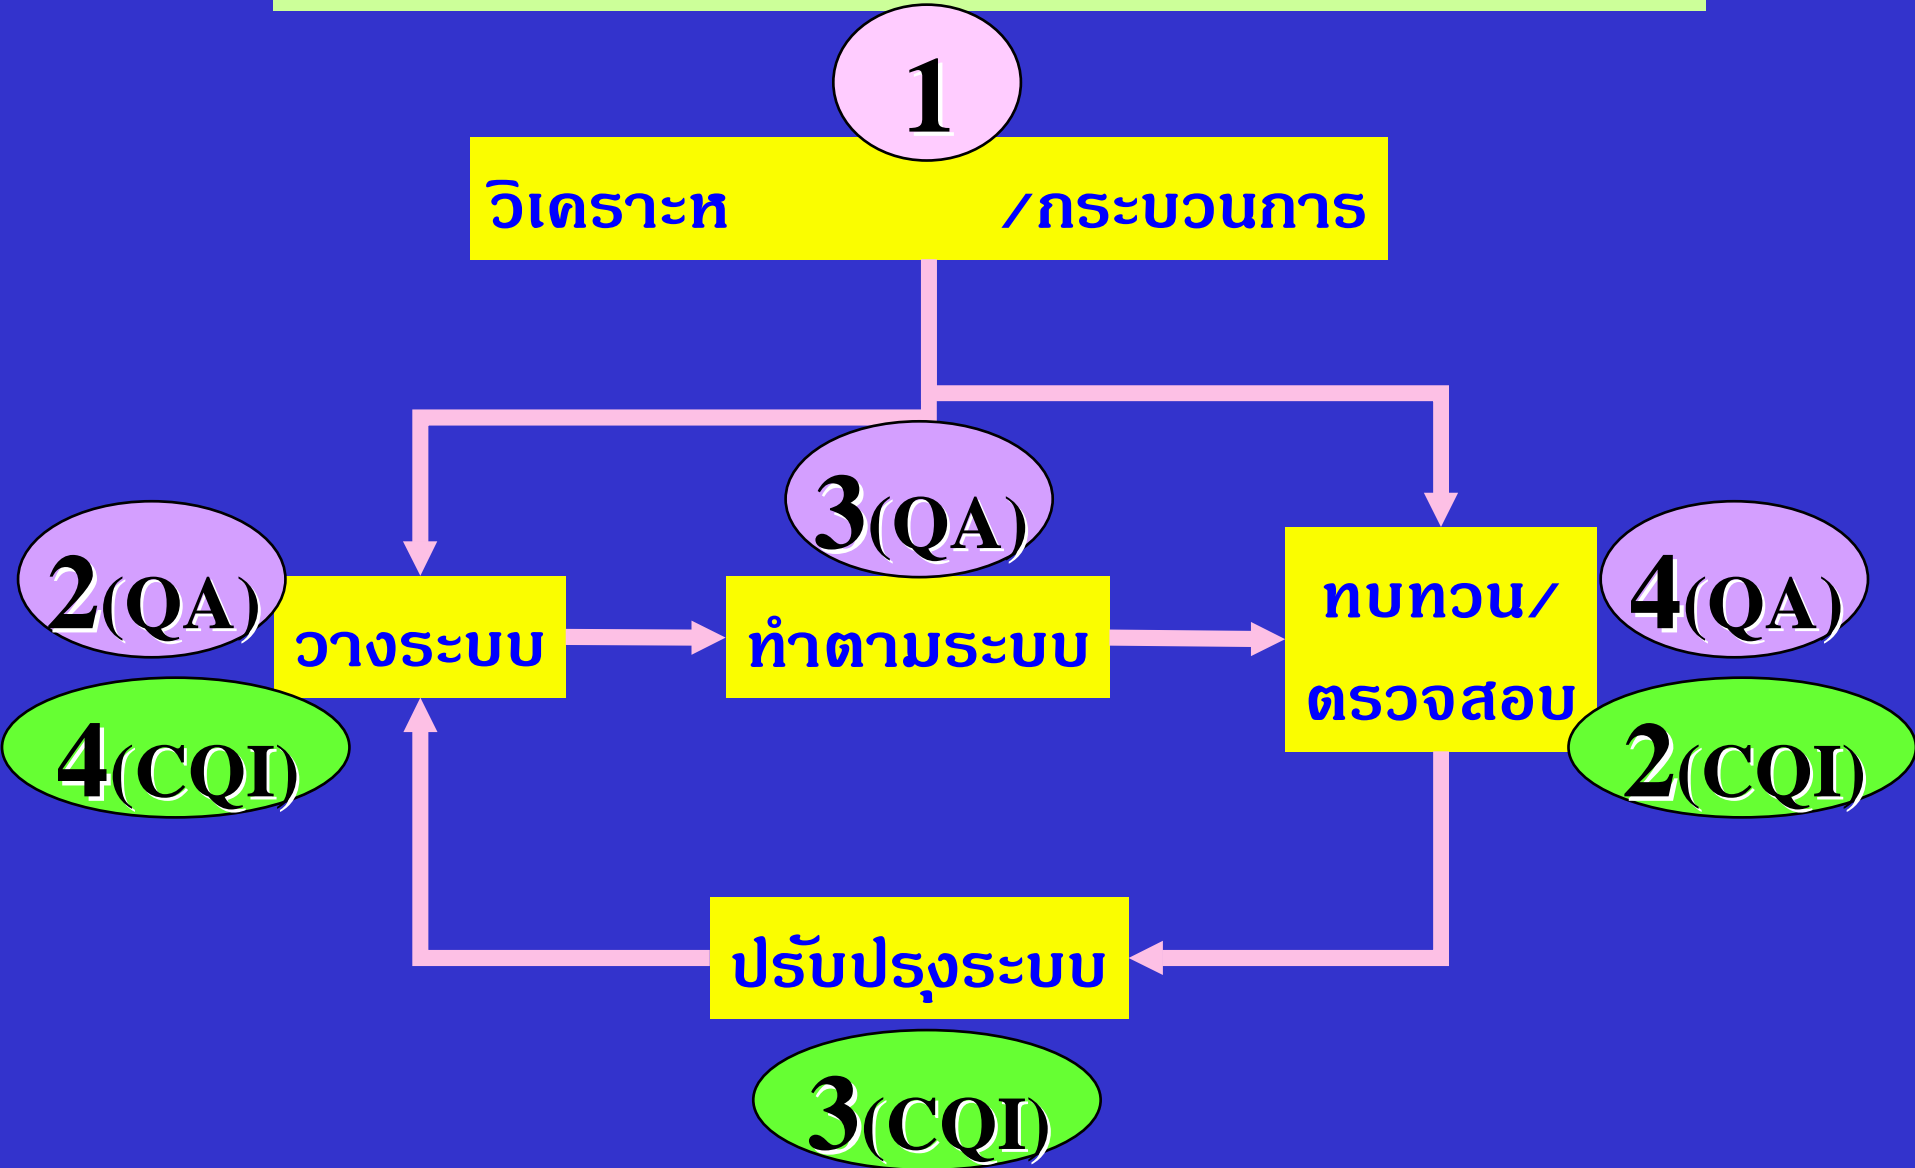 1
วิเคราะห /กระบวนการ
3(QA)
2(QA)
วางระบบ
ทำตามระบบ
ทบทวน/
ตรวจสอบ
4(QA)
4(CQI)
2(CQI)
ปรับปรุงระบบ
3(CQI)